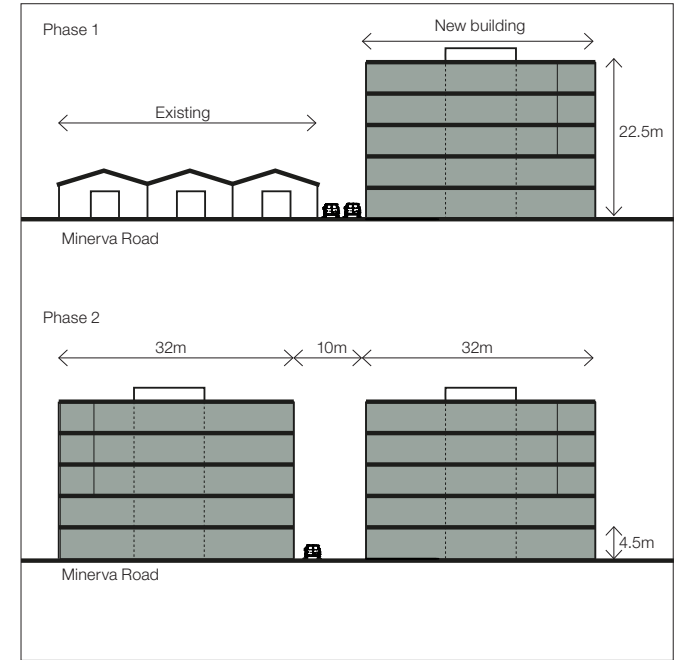 Phase 1
New building
Existing
22.5m
Minerva Road
Phase 2
32m
10m
32m
4.5m
Minerva Road